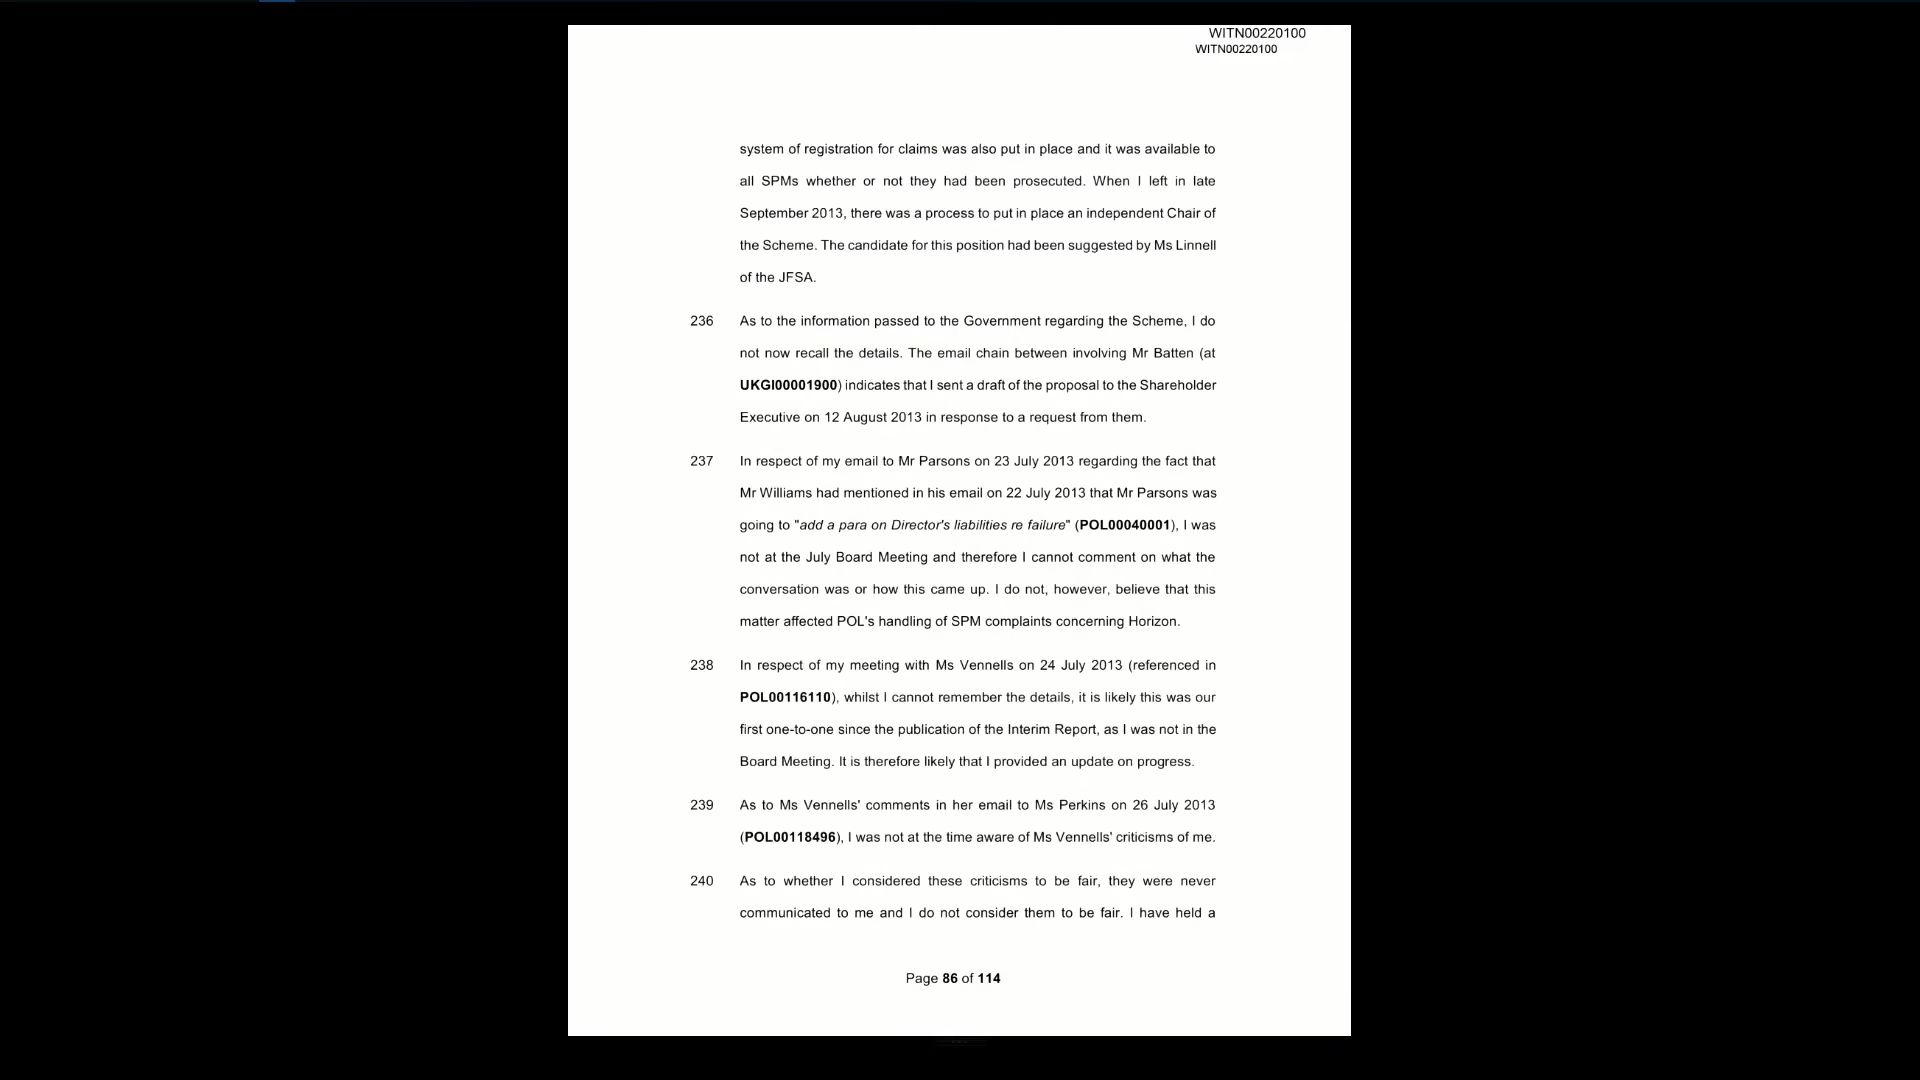 WITN00220100
WITN00220100
system of registration for claims was also put in place and it was available to
all SPMs whether or not they had been prosecuted. When I left in late
September 2013, there was a process to put in place an independent Chair of
the Scheme. The candidate for this position had been suggested by Ms Linnell
of the JFSA.
236 As to the information passed to the Government regarding the Scheme, I do
not now recall the details. The email chain between involving Mr Batten (at
UKGI00001900) indicates that I sent a draft of the proposal to the Shareholder
Executive on 12 August 2013 in response to a request from them.
237 In respect of my email to Mr Parsons on 23 July 2013 regarding the fact that
Mr Williams had mentioned in his email on 22 July 2013 that Mr Parsons was
going to "add a para on Director's liabilities re failure" (POL00040001), I was
not at the July Board Meeting and therefore I cannot comment on what the
conversation was or how this came up. I do not, however, believe that this
matter affected POL's handling of SPM complaints concerning Horizon.
238 In respect of my meeting with Ms Vennells on 24 July 2013 (referenced in
POL00116110), whilst I cannot remember the details, it is likely this was our
first one-to-one since the publication of the Interim Report, as I was not in the
Board Meeting. It is therefore likely that I provided an update on progress.
239 As to Ms Vennells' comments in her email to Ms Perkins on 26 July 2013
(POL00118496), I was not at the time aware of Ms Vennells' criticisms of me.
240 As to whether I considered these criticisms to be fair, they were never
communicated to me and I do not consider them to be fair. I have held a
Page 86 of 114